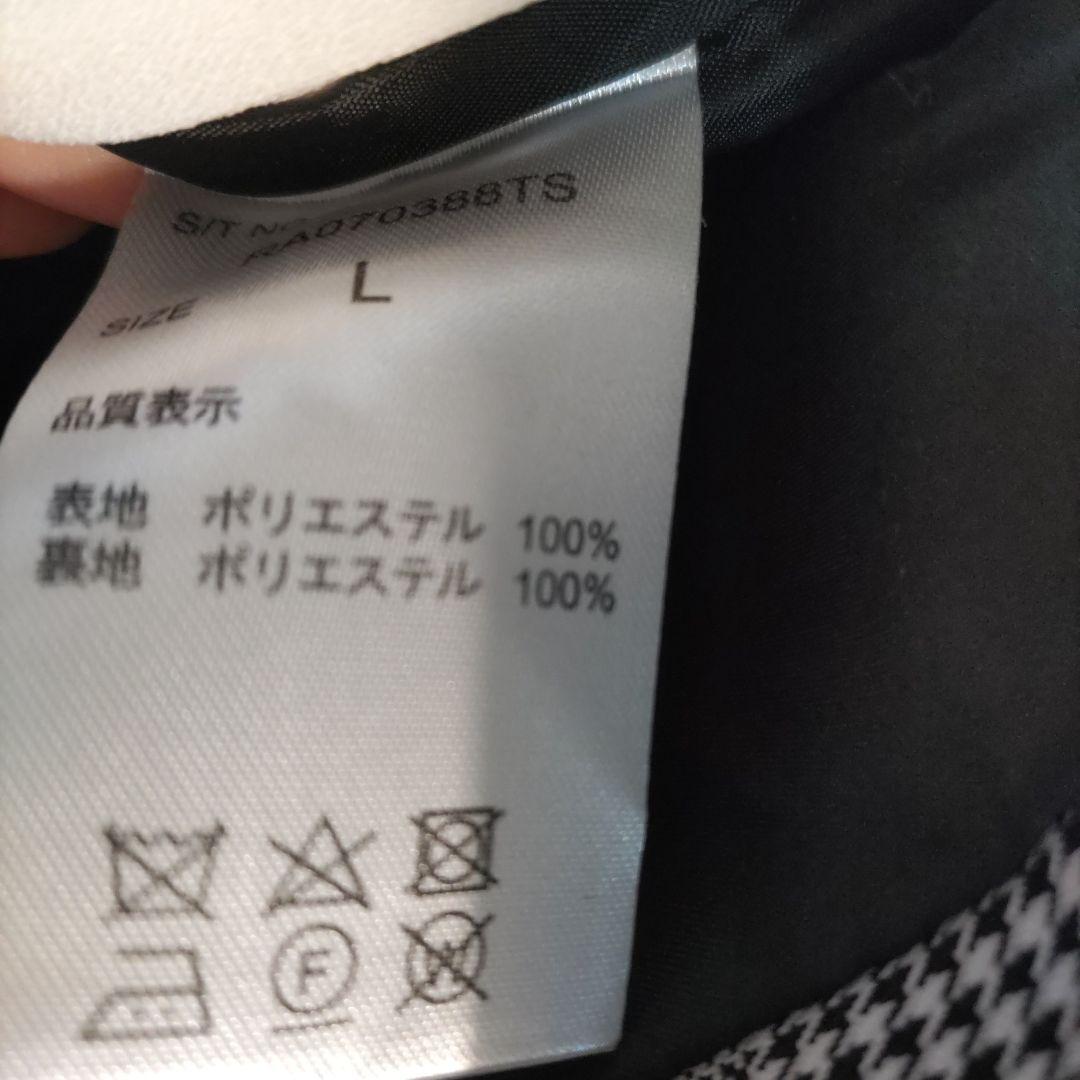 S/T No.
RA070388TS
SIZE L
品質表示
表地 ポリエステル 100%
裏地 ポリエステル 100%
F
W